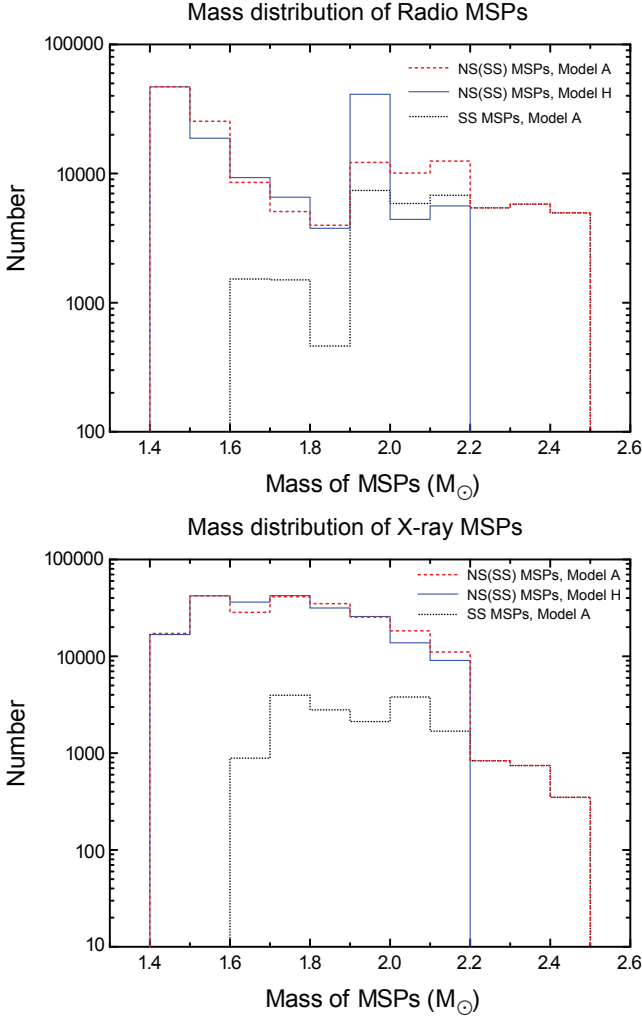 Mass distribution of Radio MSPs
100000
NS(SS) MSPs, Model A
NS(SS) MSPs, Model H
SS MSPs, Model A
10000
Number
1000
100
1.4 1.6 1.8 2.0 2.2 2.4 2.6
Mass of MSPs (M⊙)
Mass distribution of X-ray MSPs
100000
NS(SS) MSPs, Model A
NS(SS) MSPs, Model H
SS MSPs, Model A
10000
1000
Number
100
10
1.4 1.6 1.8 2.0 2.2 2.4 2.6
Mass of MSPs (M⊙)